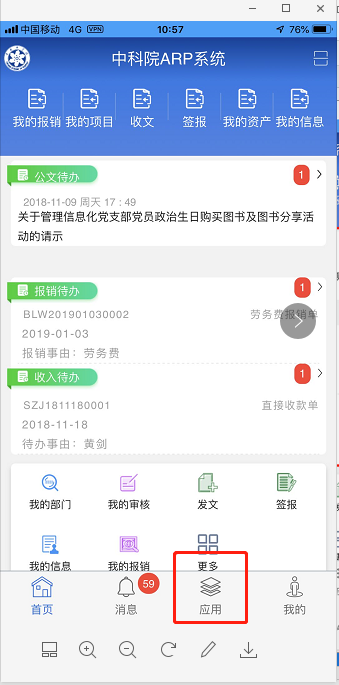 中国移动 4G VPN 10:57 76%
中科院ARP系统
我的报销 我的项目 收文 签报 我的资产 我的信息
公文待办 1
2018-11-09 周天 17 : 49
关于管理信息化党支部党员政治生日购买图书及图书分享活
动的请示
报销待办 1
BLW201901030002 劳务费报销单
2019-01-03
报销事由：劳务费
收入待办 1
SZJ1811180001 直接收款单
2018-11-18
待办事由：黄剑
我的部门 我的审核 发文 签报
我的信息 我的报销 更多
59
首页 消息 应用 我的